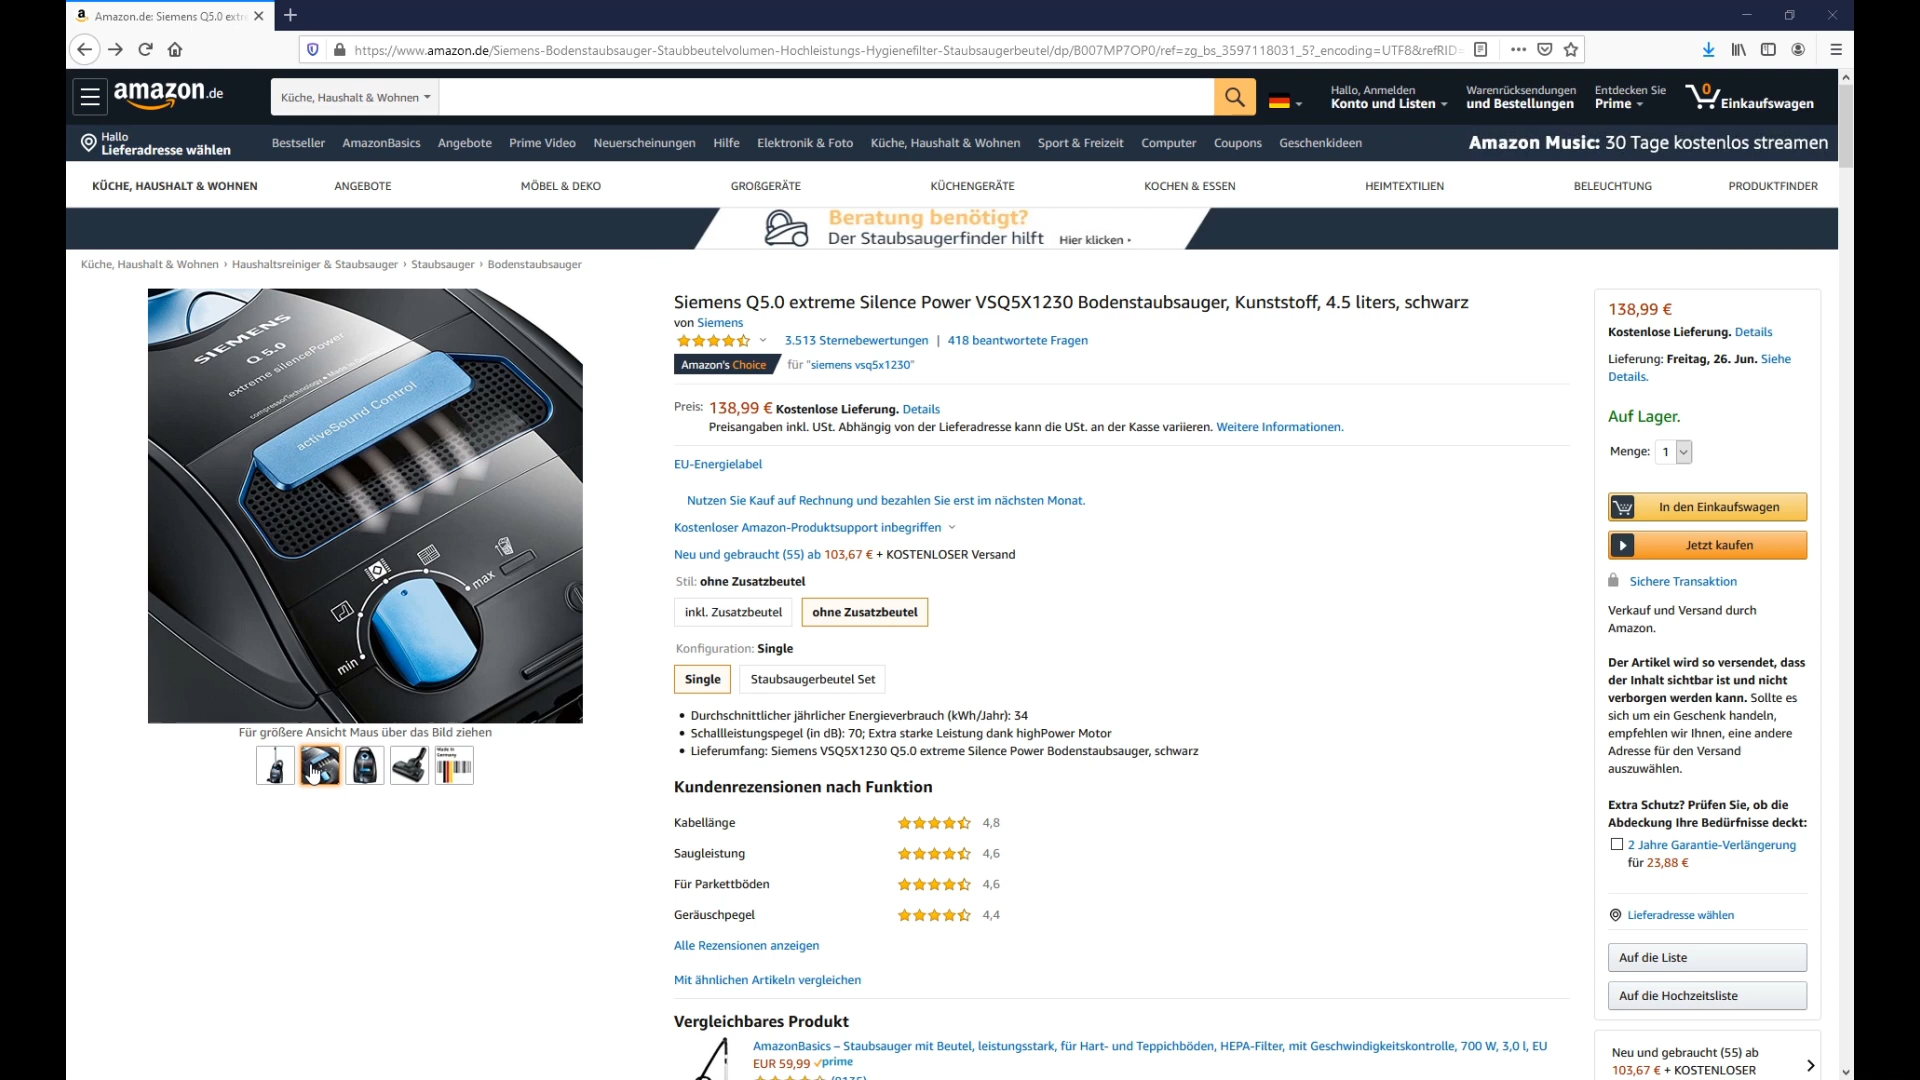 Amazon.de: Siemens Q5.0 extre
https://www.amazon.de/Siemens-Bodenstaubsauger-Staubbeutelvolumen-Hochleistungs-Hygienefilter-Staubsaugerbeutel/dp/B007MP7OP0/ref=zg_bs_3597118031_5?_encoding=UTF8&refRID=
amazon.de
Küche, Haushalt & Wohnen
Hallo, Anmelden
Konto und Listen
Warenrücksendungen
und Bestellungen
Entdecken Sie
Prime
0
Einkaufswagen
Hallo
Lieferadresse wählen
Bestseller AmazonBasics Angebote Prime Video Neuerscheinungen Hilfe Elektronik & Foto Küche, Haushalt & Wohnen Sport & Freizeit Computer Coupons Geschenkideen
Amazon Music: 30 Tage kostenlos streamen
KÜCHE, HAUSHALT & WOHNEN ANGEBOTE MÖBEL & DEKO GROßGERÄTE KÜCHENGERÄTE KOCHEN & ESSEN HEIMTEXTILIEN BELEUCHTUNG PRODUKTFINDER
Beratung benötigt?
Der Staubsaugerfinder hilft Hier klicken ›
Küche, Haushalt & Wohnen › Haushaltsreiniger & Staubsauger › Staubsauger › Bodenstaubsauger
SIEMENS
Q 5.0
extreme silencePower
compressorTechnology • Made in Germany
activeSound Control
min
max
Für größere Ansicht Maus über das Bild ziehen
Made in
Germany
Siemens Q5.0 extreme Silence Power VSQ5X1230 Bodenstaubsauger, Kunststoff, 4.5 liters, schwarz
von Siemens
3.513 Sternebewertungen | 418 beantwortete Fragen
Amazon's Choice für "siemens vsq5x1230"
Preis: 138,99 € Kostenlose Lieferung. Details
Preisangaben inkl. USt. Abhängig von der Lieferadresse kann die USt. an der Kasse variieren. Weitere Informationen.
EU-Energielabel
Nutzen Sie Kauf auf Rechnung und bezahlen Sie erst im nächsten Monat.
Kostenloser Amazon-Produktsupport inbegriffen
Neu und gebraucht (55) ab 103,67 € + KOSTENLOSER Versand
Stil: ohne Zusatzbeutel
inkl. Zusatzbeutel ohne Zusatzbeutel
Konfiguration: Single
Single Staubsaugerbeutel Set
• Durchschnittlicher jährlicher Energieverbrauch (kWh/Jahr): 34
• Schallleistungspegel (in dB): 70; Extra starke Leistung dank highPower Motor
• Lieferumfang: Siemens VSQ5X1230 Q5.0 extreme Silence Power Bodenstaubsauger, schwarz
Kundenrezensionen nach Funktion
Kabellänge 4,8
Saugleistung 4,6
Für Parkettböden 4,6
Geräuschpegel 4,4
Alle Rezensionen anzeigen
Mit ähnlichen Artikeln vergleichen
Vergleichbares Produkt
AmazonBasics – Staubsauger mit Beutel, leistungsstark, für Hart- und Teppichböden, HEPA-Filter, mit Geschwindigkeitskontrolle, 700 W, 3,0 l, EU
EUR 59,99 prime
138,99 €
Kostenlose Lieferung. Details
Lieferung: Freitag, 26. Jun. Siehe
Details.
Auf Lager.
Menge: 1
In den Einkaufswagen
Jetzt kaufen
Sichere Transaktion
Verkauf und Versand durch
Amazon.
Der Artikel wird so versendet, dass
der Inhalt sichtbar ist und nicht
verborgen werden kann. Sollte es
sich um ein Geschenk handeln,
empfehlen wir Ihnen, eine andere
Adresse für den Versand
auszuwählen.
Extra Schutz? Prüfen Sie, ob die
Abdeckung Ihre Bedürfnisse deckt:
2 Jahre Garantie-Verlängerung
für 23,88 €
Lieferadresse wählen
Auf die Liste
Auf die Hochzeitsliste
Neu und gebraucht (55) ab
103,67 € + KOSTENLOSER